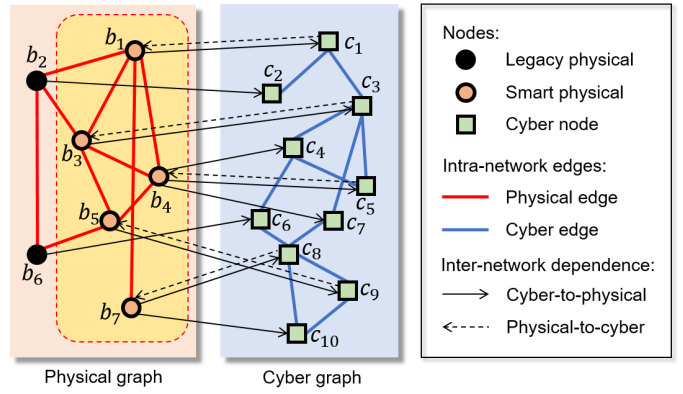 b₁
b₂
b₃
b₄
b₅
b₆
b₇
Physical graph
c₁
c₂
c₃
c₄
c₅
c₆
c₇
c₈
c₉
c₁₀
Cyber graph
Nodes:
Legacy physical
Smart physical
Cyber node
Intra-network edges:
Physical edge
Cyber edge
Inter-network dependence:
Cyber-to-physical
Physical-to-cyber